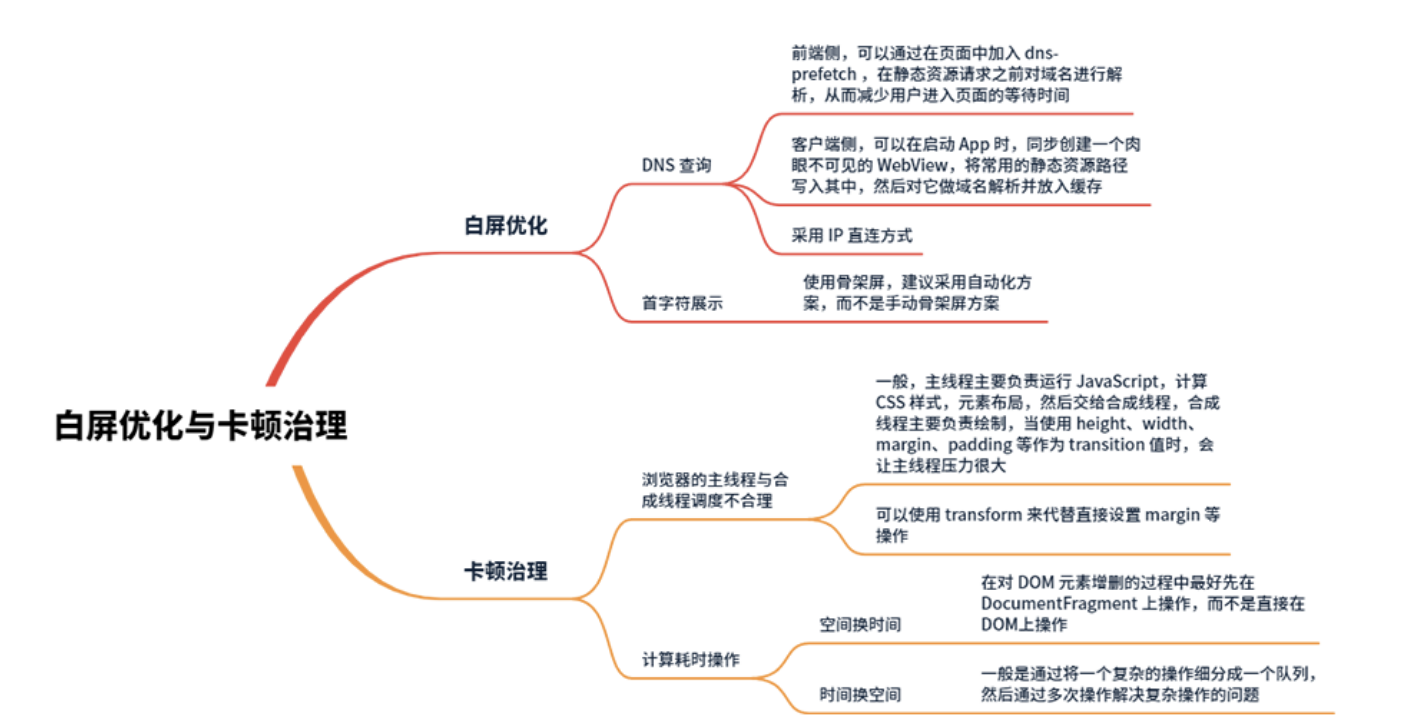 白屏优化与卡顿治理
白屏优化
DNS 查询
前端侧，可以通过在页面中加入 dns-
prefetch ，在静态资源请求之前对域名进行解
析，从而减少用户进入页面的等待时间
客户端侧，可以在启动 App 时，同步创建一个肉
眼不可见的 WebView，将常用的静态资源路径
写入其中，然后对它做域名解析并放入缓存
采用 IP 直连方式
首字符展示
使用骨架屏，建议采用自动化方
案，而不是手动骨架屏方案
卡顿治理
浏览器的主线程与合
成线程调度不合理
一般，主线程主要负责运行 JavaScript，计算
CSS 样式，元素布局，然后交给合成线程，合成
线程主要负责绘制，当使用 height、width、
margin、padding 等作为 transition 值时，会
让主线程压力很大
可以使用 transform 来代替直接设置 margin 等
操作
计算耗时操作
空间换时间
在对 DOM 元素增删的过程中最好先在
DocumentFragment 上操作，而不是直接在
DOM上操作
时间换空间
一般是通过将一个复杂的操作细分成一个队列，
然后通过多次操作解决复杂操作的问题